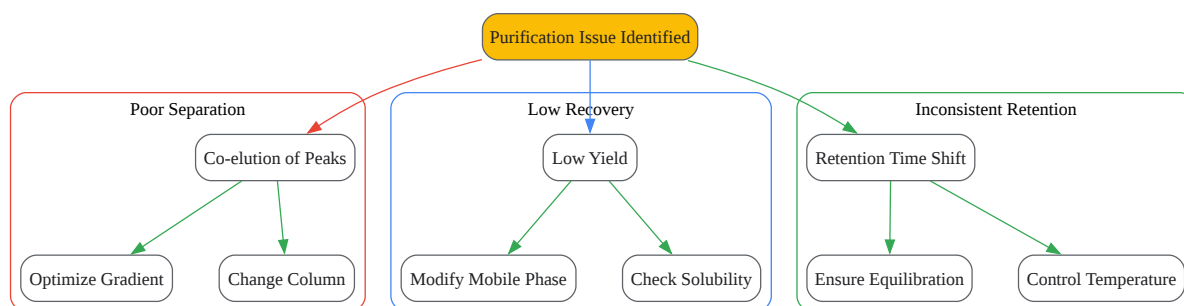 Purification Issue Identified
Poor Separation
Low Recovery
Inconsistent Retention
Co-elution of Peaks
Low Yield
Retention Time Shift
Optimize Gradient
Change Column
Modify Mobile Phase
Check Solubility
Ensure Equilibration
Control Temperature